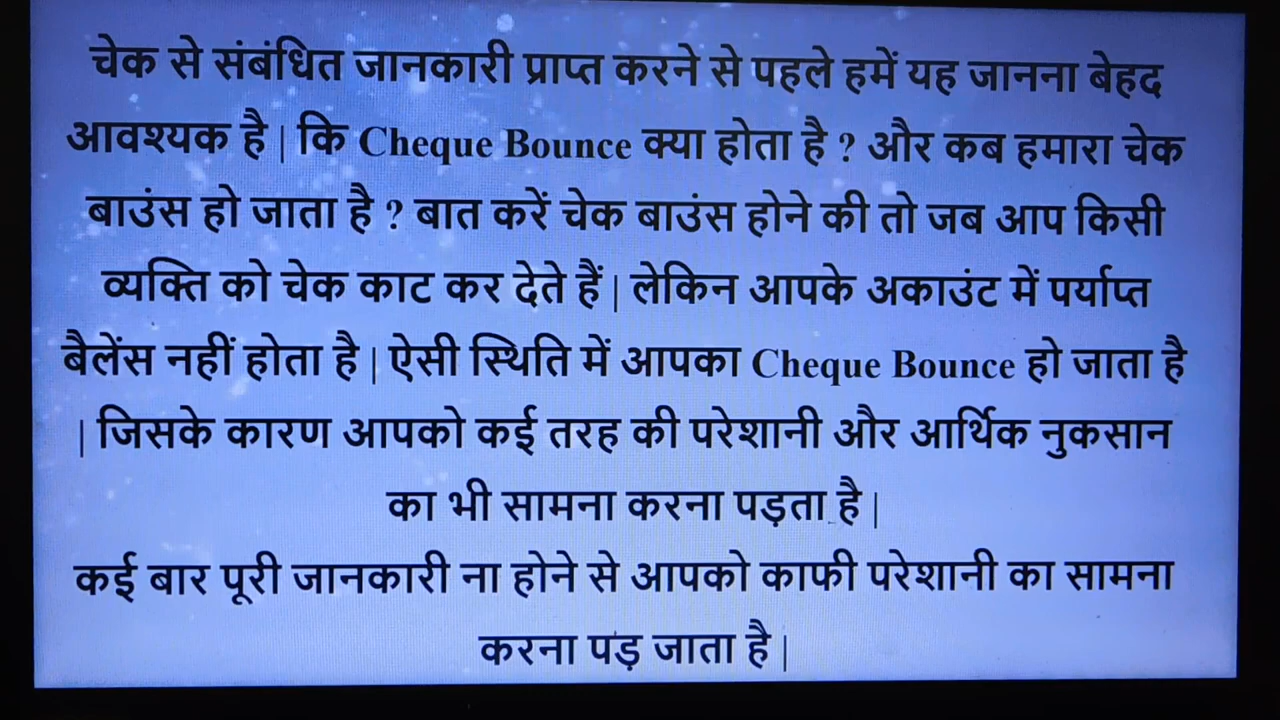 चेक से संबंधित जानकारी प्राप्त करने से पहले हमें यह जानना बेहद
आवश्यक है | कि Cheque Bounce क्या होता है ? और कब हमारा चेक
बाउंस हो जाता है ? बात करें चेक बाउंस होने की तो जब आप किसी
व्यक्ति को चेक काट कर देते हैं | लेकिन आपके अकाउंट में पर्याप्त
बैलेंस नहीं होता है | ऐसी स्थिति में आपका Cheque Bounce हो जाता है
| जिसके कारण आपको कई तरह की परेशानी और आर्थिक नुकसान
का भी सामना करना पड़ता है |
कई बार पूरी जानकारी ना होने से आपको काफी परेशानी का सामना
करना पड़ जाता है |